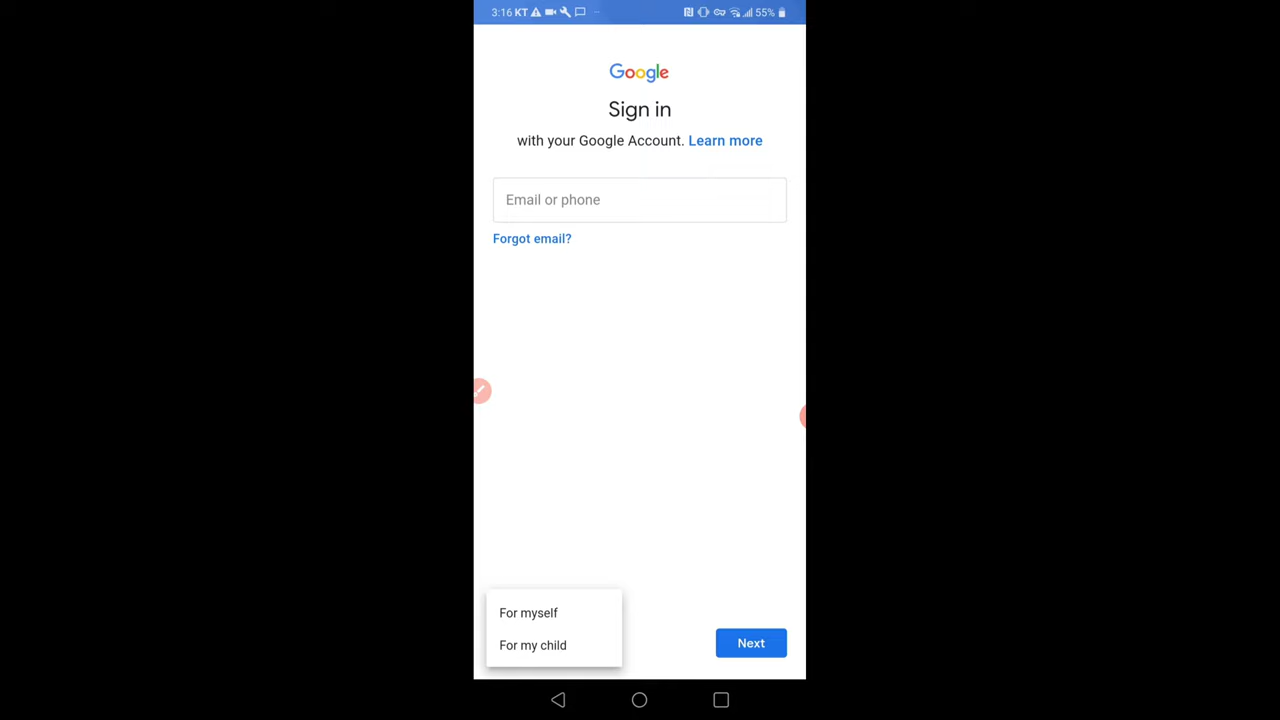 3:16 KT 55%
Google
Sign in
with your Google Account. Learn more
Email or phone
Forgot email?
For myself
For my child
Next